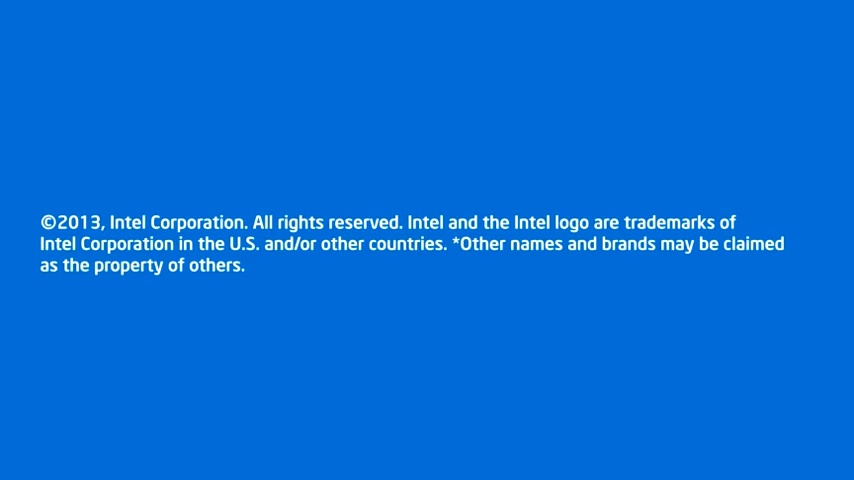 ©2013, Intel Corporation. All rights reserved. Intel and the Intel logo are trademarks of
Intel Corporation in the U.S. and/or other countries. *Other names and brands may be claimed
as the property of others.